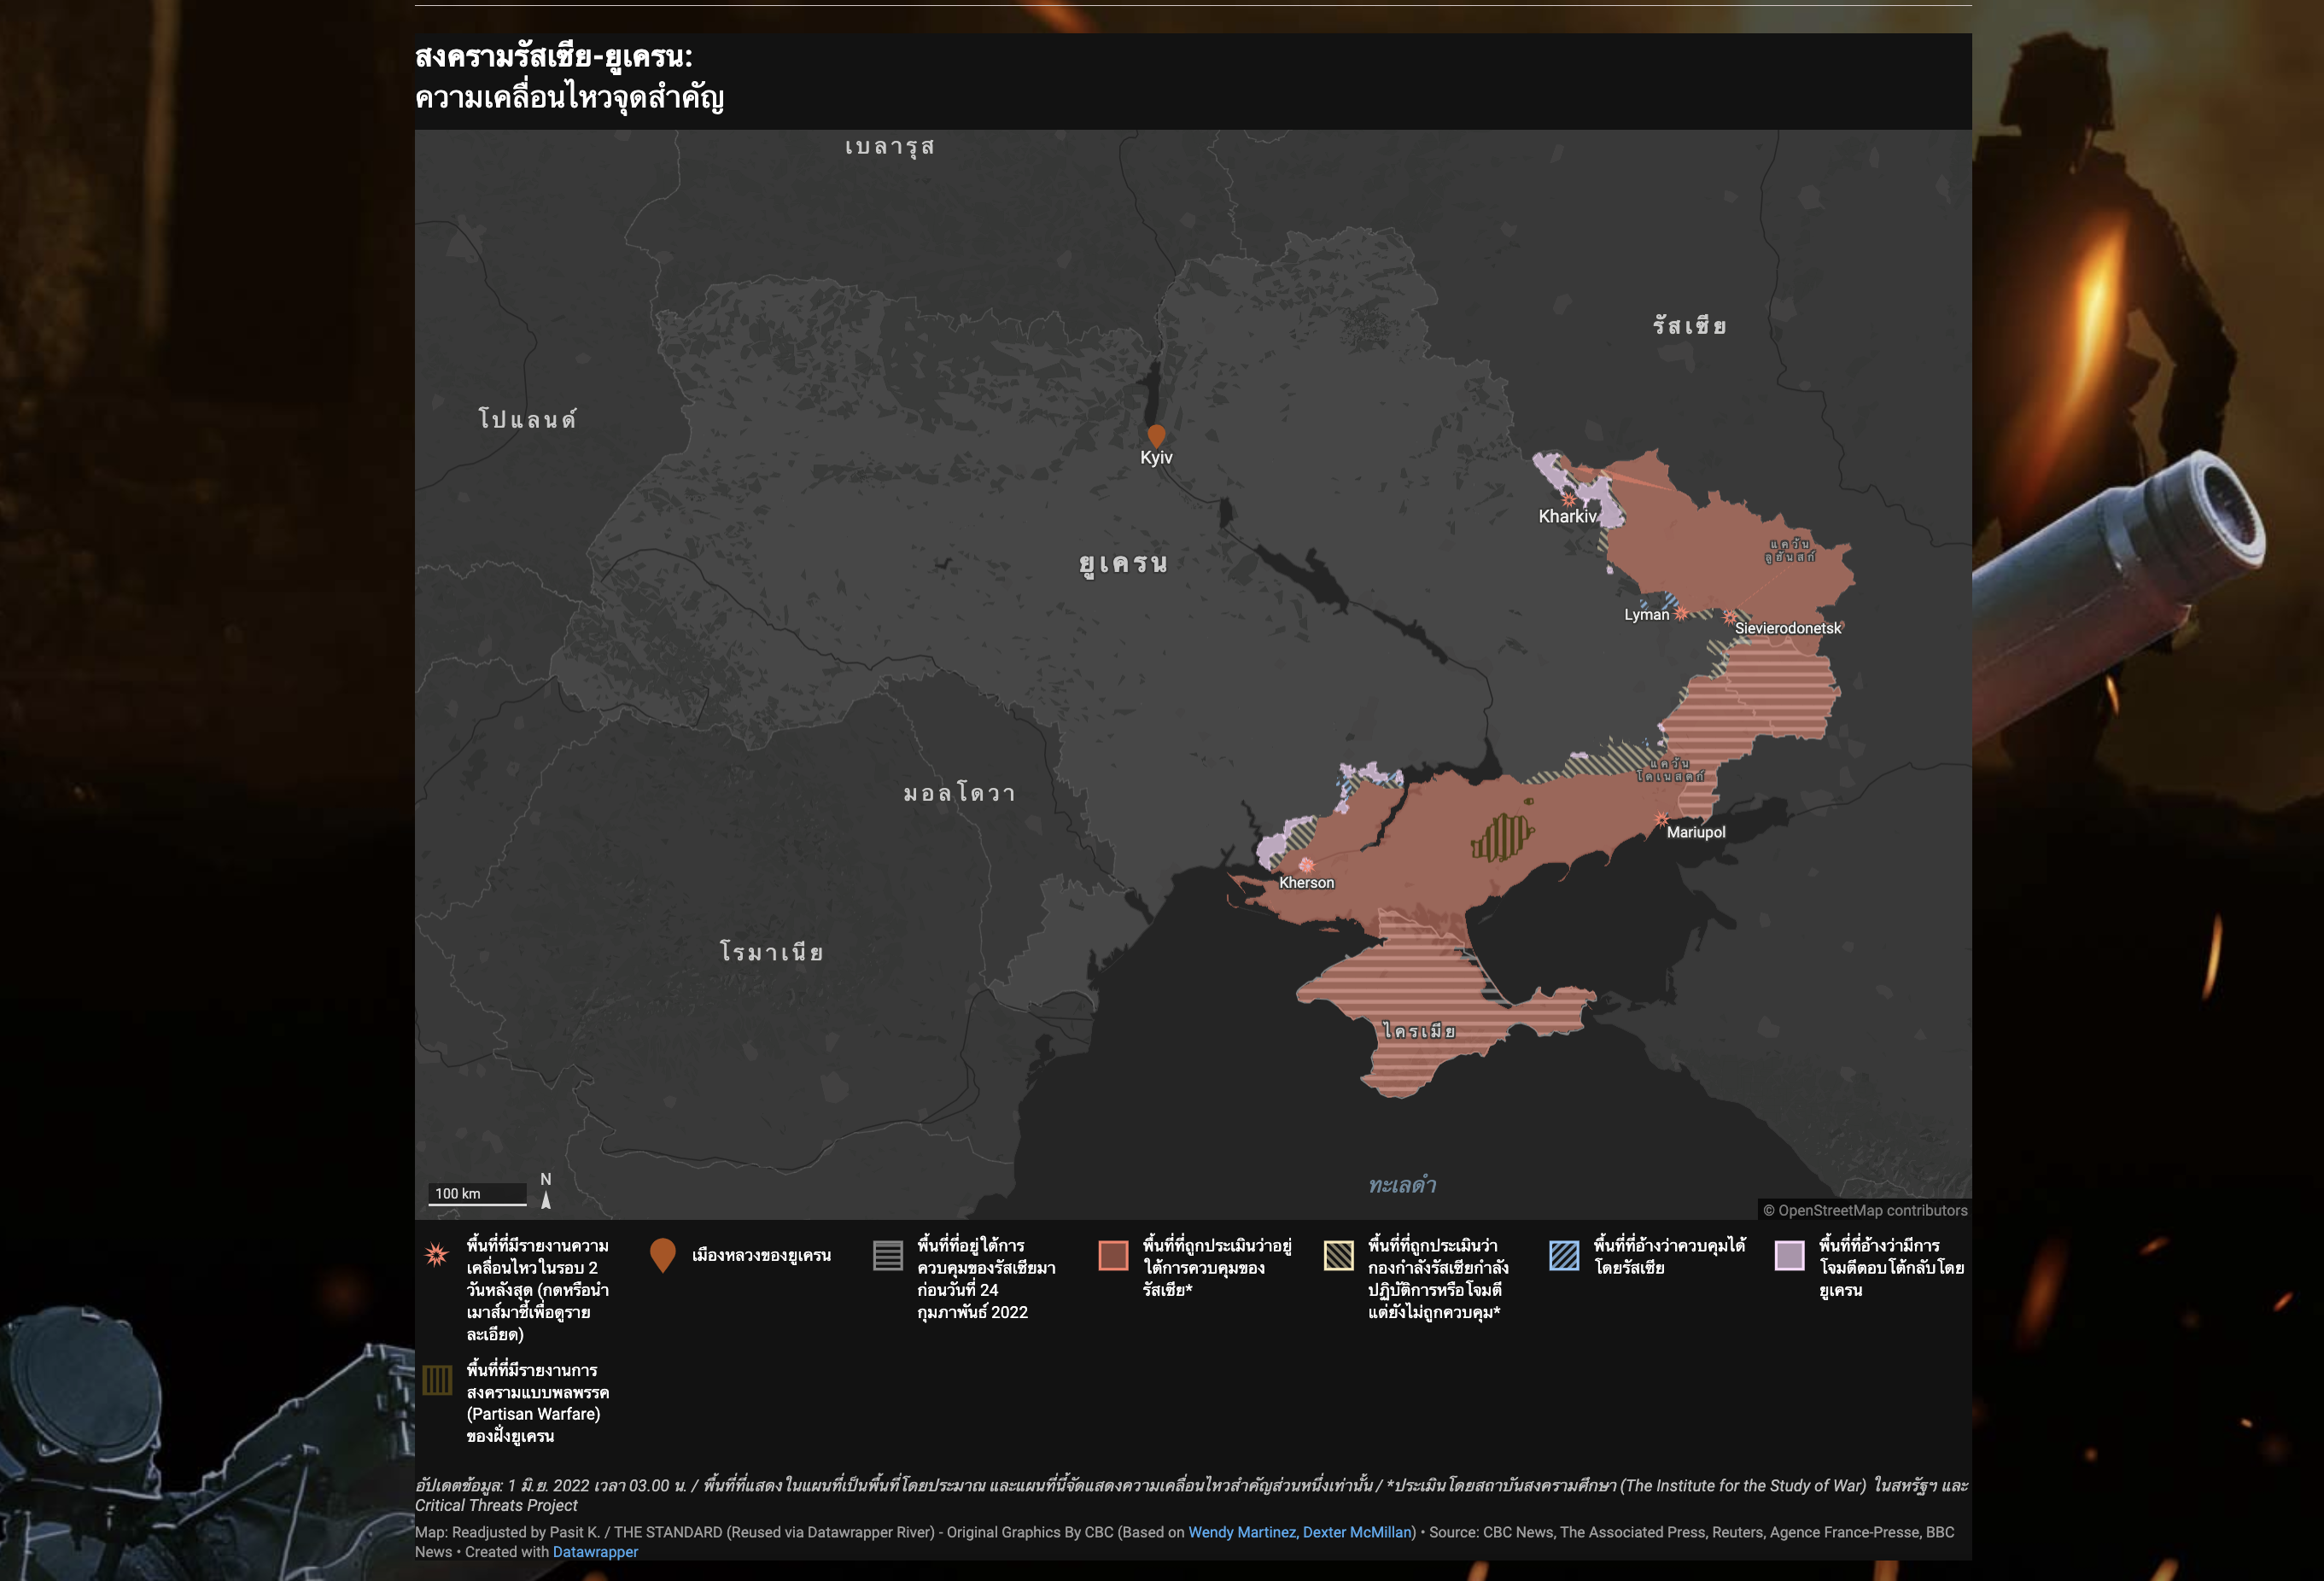 สงครามรัสเซีย-ยูเครน:
ความเคลื่อนไหวจุดสำคัญ
เบลารุส
รัสเซีย
โปแลนด์
Kyiv
Kharkiv
แคว้น
ลูฮันสก์
ยูเครน
Lyman
Sievierodonetsk
แคว้น
โดเนสตก์
มอลโดวา
Mariupol
Kherson
โรมาเนีย
ไครเมีย
ทะเลดำ
100 km
N
© OpenStreetMap contributors
พื้นที่ที่มีรายงานความ
เคลื่อนไหวในรอบ 2
วันหลังสุด (กดหรือนำ
เมาส์มาชี้เพื่อดูราย
ละเอียด)
เมืองหลวงของยูเครน
พื้นที่ที่อยู่ใต้การ
ควบคุมของรัสเซียมา
ก่อนวันที่ 24
กุมภาพันธ์ 2022
พื้นที่ที่ถูกประเมินว่าอยู่
ใต้การควบคุมของ
รัสเซีย*
พื้นที่ที่ถูกประเมินว่า
กองกำลังรัสเซียกำลัง
ปฏิบัติการหรือโจมตี
แต่ยังไม่ถูกควบคุม*
พื้นที่ที่อ้างว่าควบคุมได้
โดยรัสเซีย
พื้นที่ที่อ้างว่ามีการ
โจมตีตอบโต้กลับโดย
ยูเครน
พื้นที่ที่มีรายงานการ
สงครามแบบพลพรรค
(Partisan Warfare)
ของฝั่งยูเครน
อัปเดตข้อมูล: 1 มิ.ย. 2022 เวลา 03.00 น. / พื้นที่ที่แสดงในแผนที่เป็นพื้นที่โดยประมาณ และแผนที่นี้จัดแสดงความเคลื่อนไหวสำคัญส่วนหนึ่งเท่านั้น / *ประเมินโดยสถาบันสงครามศึกษา (The Institute for the Study of War) ในสหรัฐฯ และ
Critical Threats Project
Map: Readjusted by Pasit K. / THE STANDARD (Reused via Datawrapper River) - Original Graphics By CBC (Based on Wendy Martinez, Dexter McMillan) • Source: CBC News, The Associated Press, Reuters, Agence France-Presse, BBC
News • Created with Datawrapper